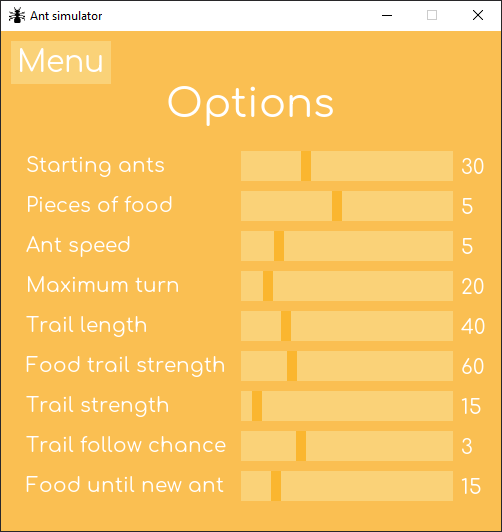 Ant simulator
Menu
Options
Starting ants 30
Pieces of food 5
Ant speed 5
Maximum turn 20
Trail length 40
Food trail strength 60
Trail strength 15
Trail follow chance 3
Food until new ant 15